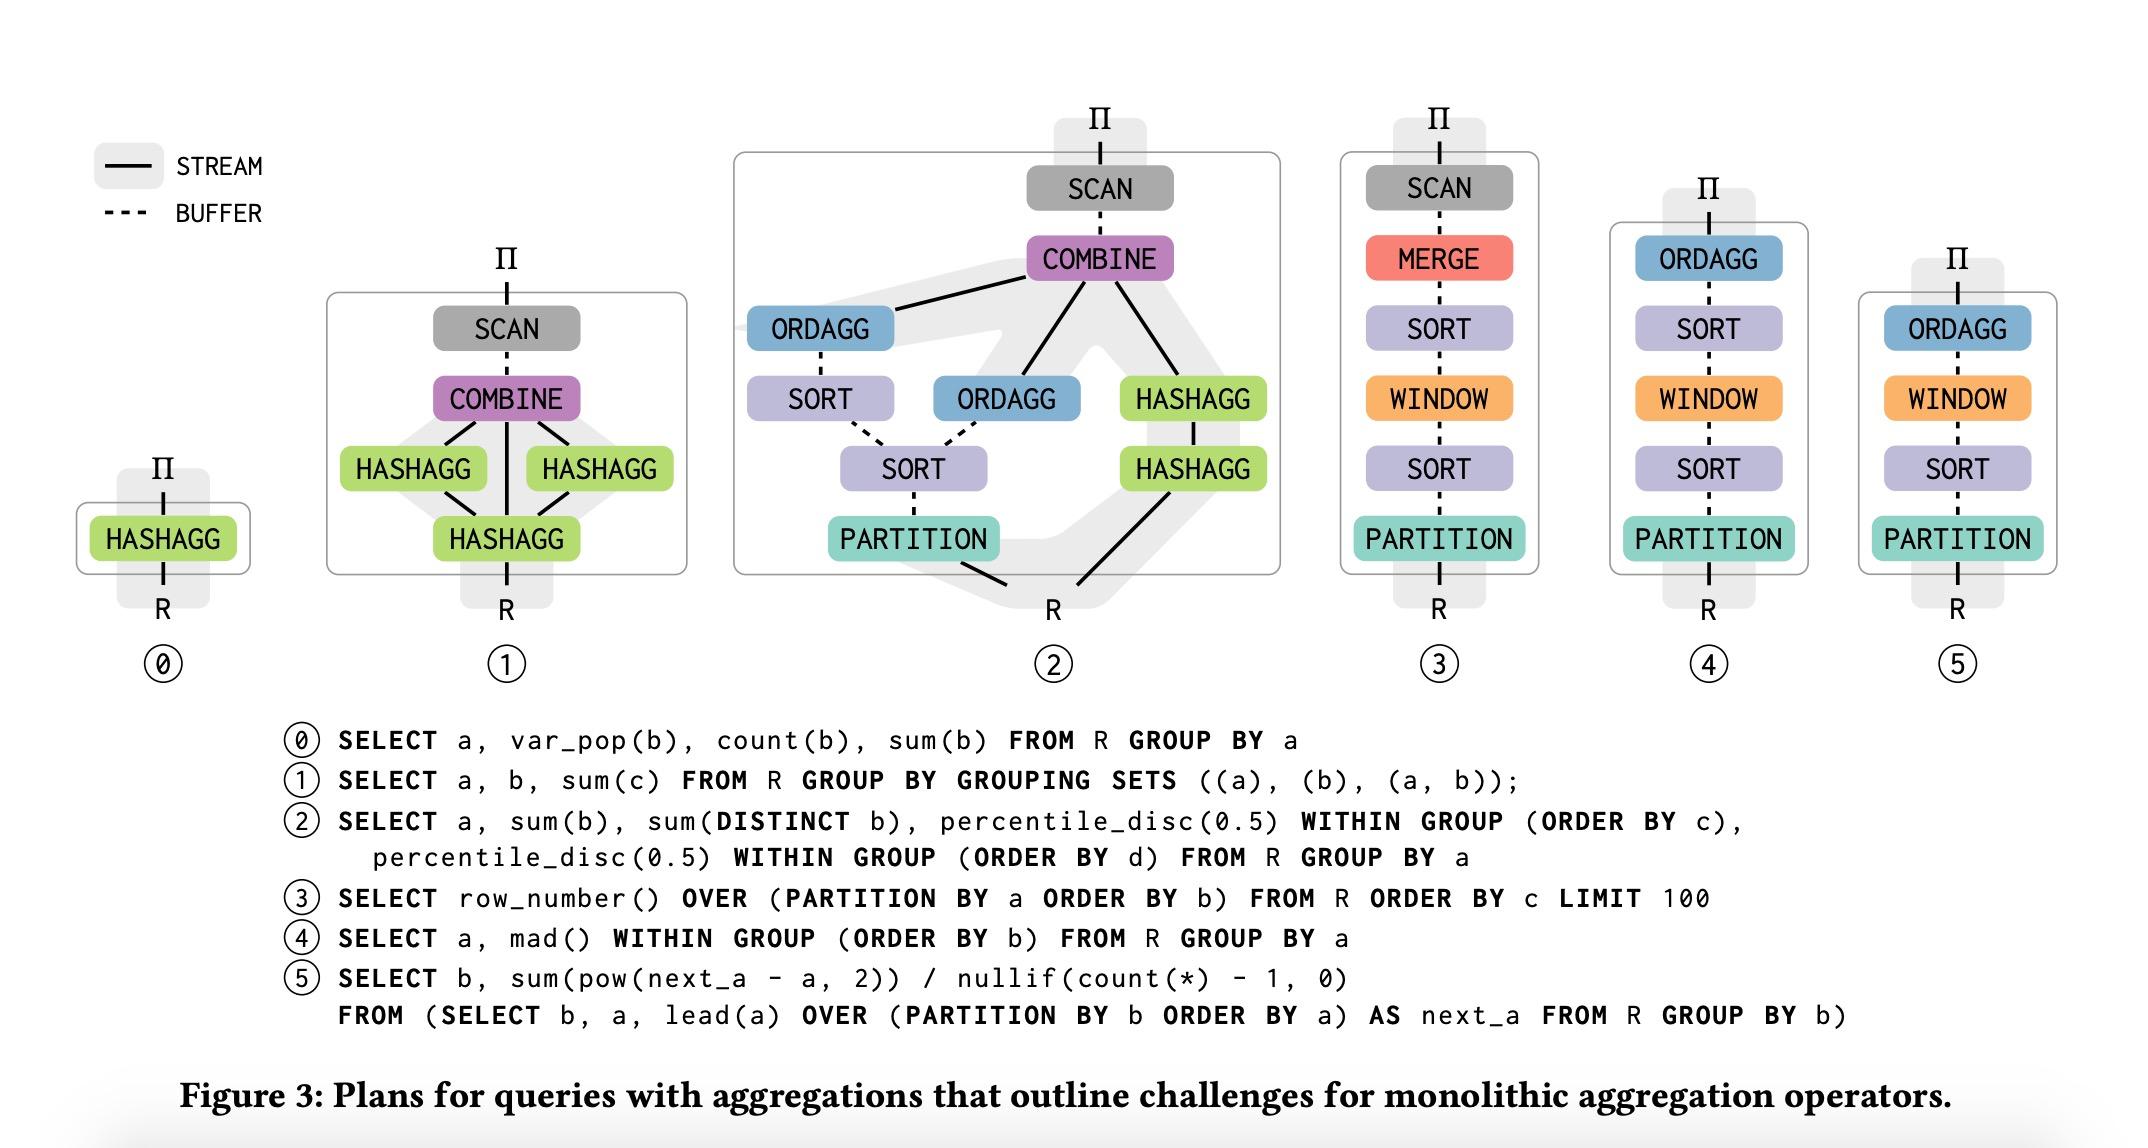 STREAM
BUFFER
Π
HASHAGG
R
⓪
Π
SCAN
COMBINE
HASHAGG HASHAGG
HASHAGG
R
①
Π
SCAN
COMBINE
ORDAGG
SORT ORDAGG HASHAGG
SORT HASHAGG
PARTITION
R
②
Π
SCAN
MERGE
SORT
WINDOW
SORT
PARTITION
R
③
Π
ORDAGG
SORT
WINDOW
SORT
PARTITION
R
④
Π
ORDAGG
WINDOW
SORT
PARTITION
R
⑤
⓪ SELECT a, var_pop(b), count(b), sum(b) FROM R GROUP BY a
① SELECT a, b, sum(c) FROM R GROUP BY GROUPING SETS ((a), (b), (a, b));
② SELECT a, sum(b), sum(DISTINCT b), percentile_disc(0.5) WITHIN GROUP (ORDER BY c),
percentile_disc(0.5) WITHIN GROUP (ORDER BY d) FROM R GROUP BY a
③ SELECT row_number() OVER (PARTITION BY a ORDER BY b) FROM R ORDER BY c LIMIT 100
④ SELECT a, mad() WITHIN GROUP (ORDER BY b) FROM R GROUP BY a
⑤ SELECT b, sum(pow(next_a - a, 2)) / nullif(count(*) - 1, 0)
FROM (SELECT b, a, lead(a) OVER (PARTITION BY b ORDER BY a) AS next_a FROM R GROUP BY b)
Figure 3: Plans for queries with aggregations that outline challenges for monolithic aggregation operators.